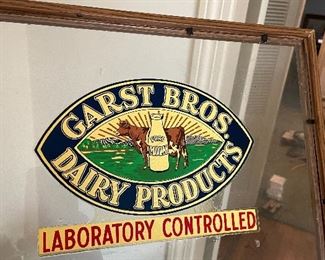 GARST BROS.
DAIRY PRODUCTS
LABORATORY CONTROLLED